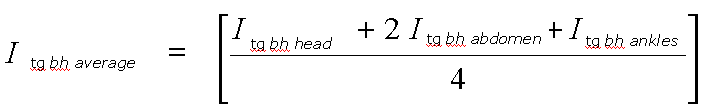 I tg bh average = [ I tg bh head + 2 I tg bh abdomen + I tg bh ankles ]
4